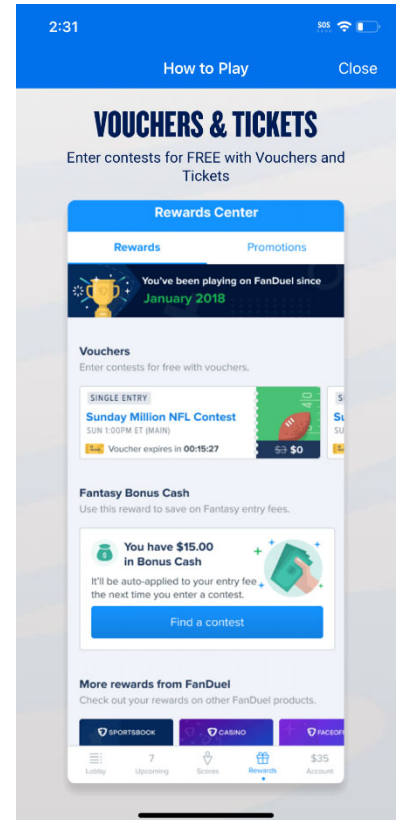 2:31
SOS
How to Play
Close
VOUCHERS & TICKETS
Enter contests for FREE with Vouchers and
Tickets
Rewards Center
Rewards
Promotions
You've been playing on FanDuel since
January 2018
Vouchers
Enter contests for free with vouchers.
SINGLE ENTRY
Sunday Million NFL Contest
SUN 1:00PM ET (MAIN)
Voucher expires in 00:15:27
$3 $0
S
Su
SU
Fantasy Bonus Cash
Use this reward to save on Fantasy entry fees.
You have $15.00
in Bonus Cash
It'll be auto-applied to your entry fee
the next time you enter a contest.
Find a contest
More rewards from FanDuel
Check out your rewards on other FanDuel products.
SPORTSBOOK
CASINO
FACEOF
Lobby
7
Upcoming
Scores
Rewards
$35
Account